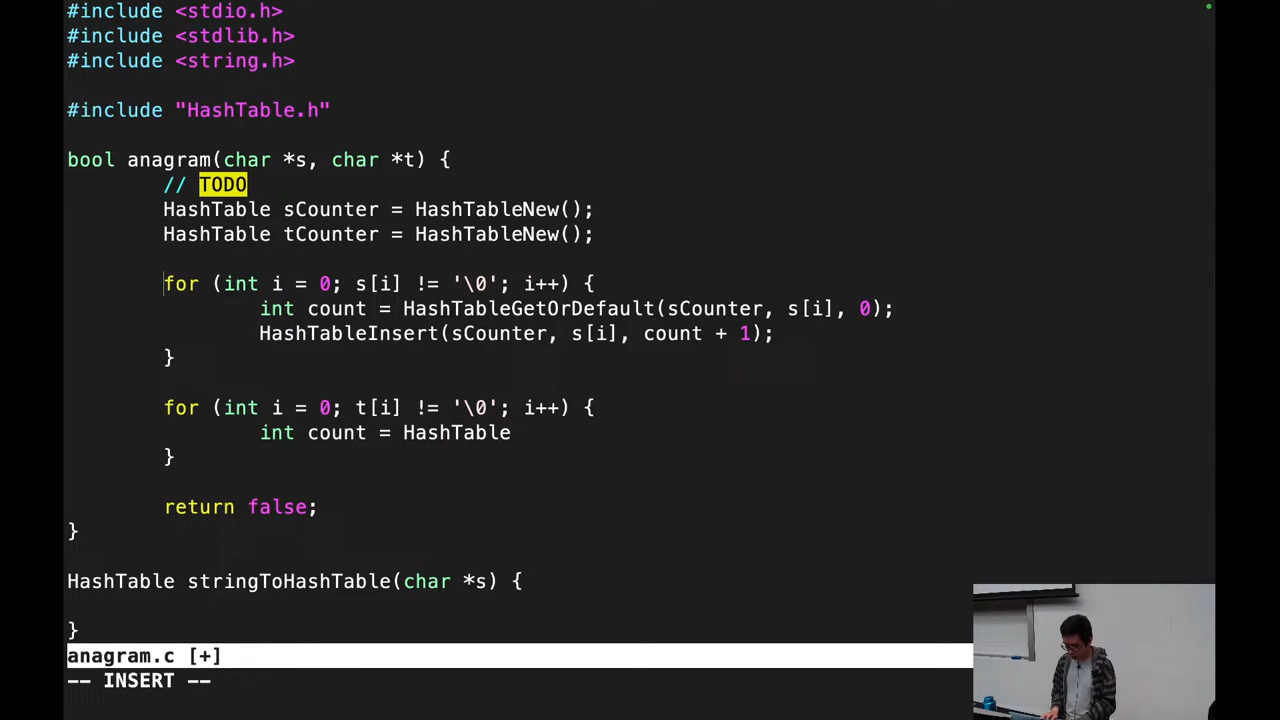 #include <stdio.h>
#include <stdlib.h>
#include <string.h>
#include "HashTable.h"
bool anagram(char *s, char *t) {
// TODO
HashTable sCounter = HashTableNew();
HashTable tCounter = HashTableNew();
for (int i = 0; s[i] != '\0'; i++) {
int count = HashTableGetOrDefault(sCounter, s[i], 0);
HashTableInsert(sCounter, s[i], count + 1);
}
for (int i = 0; t[i] != '\0'; i++) {
int count = HashTable
}
return false;
}
HashTable stringToHashTable(char *s) {
}
anagram.c [+]
-- INSERT --